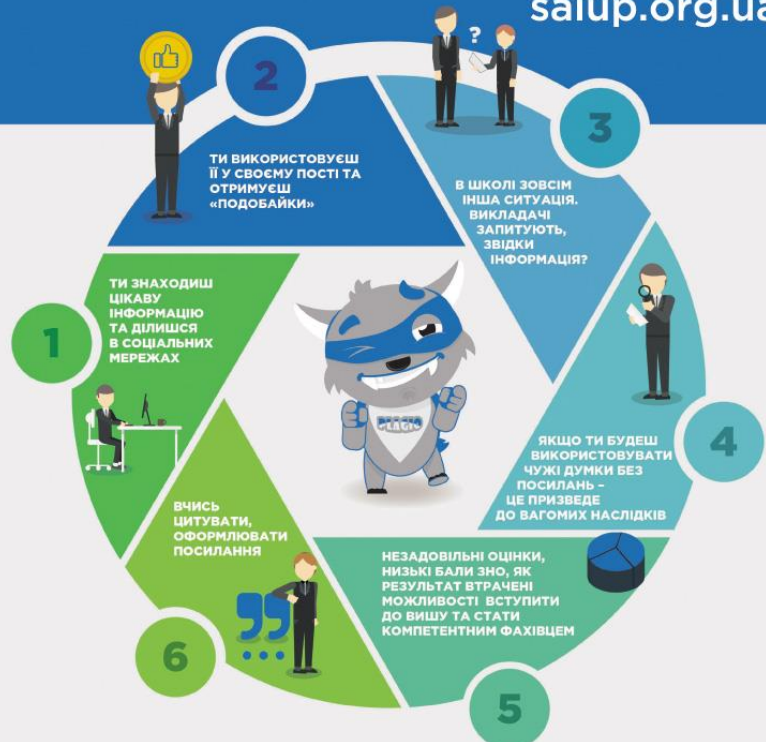 saiup.org.ua
1
ТИ ЗНАХОДИШ
ЦІКАВУ
ІНФОРМАЦІЮ
ТА ДІЛИШСЯ
В СОЦІАЛЬНИХ
МЕРЕЖАХ
2
ТИ ВИКОРИСТОВУЄШ
ЇЇ У СВОЄМУ ПОСТІ ТА
ОТРИМУЄШ
«ПОДОБАЙКИ»
?
3
В ШКОЛІ ЗОВСІМ
ІНША СИТУАЦІЯ.
ВИКЛАДАЧІ
ЗАПИТУЮТЬ,
ЗВІДКИ
ІНФОРМАЦІЯ?
4
ЯКЩО ТИ БУДЕШ
ВИКОРИСТОВУВАТИ
ЧУЖІ ДУМКИ БЕЗ
ПОСИЛАНЬ –
ЦЕ ПРИЗВЕДЕ
ДО ВАГОМИХ НАСЛІДКІВ
5
НЕЗАДОВІЛЬНІ ОЦІНКИ,
НИЗЬКІ БАЛИ ЗНО, ЯК
РЕЗУЛЬТАТ ВТРАЧЕНІ
МОЖЛИВОСТІ ВСТУПИТИ
ДО ВИШУ ТА СТАТИ
КОМПЕТЕНТНИМ ФАХІВЦЕМ
6
ВЧИСЬ
ЦИТУВАТИ,
ОФОРМЛЮВАТИ
ПОСИЛАННЯ
PLAGIO